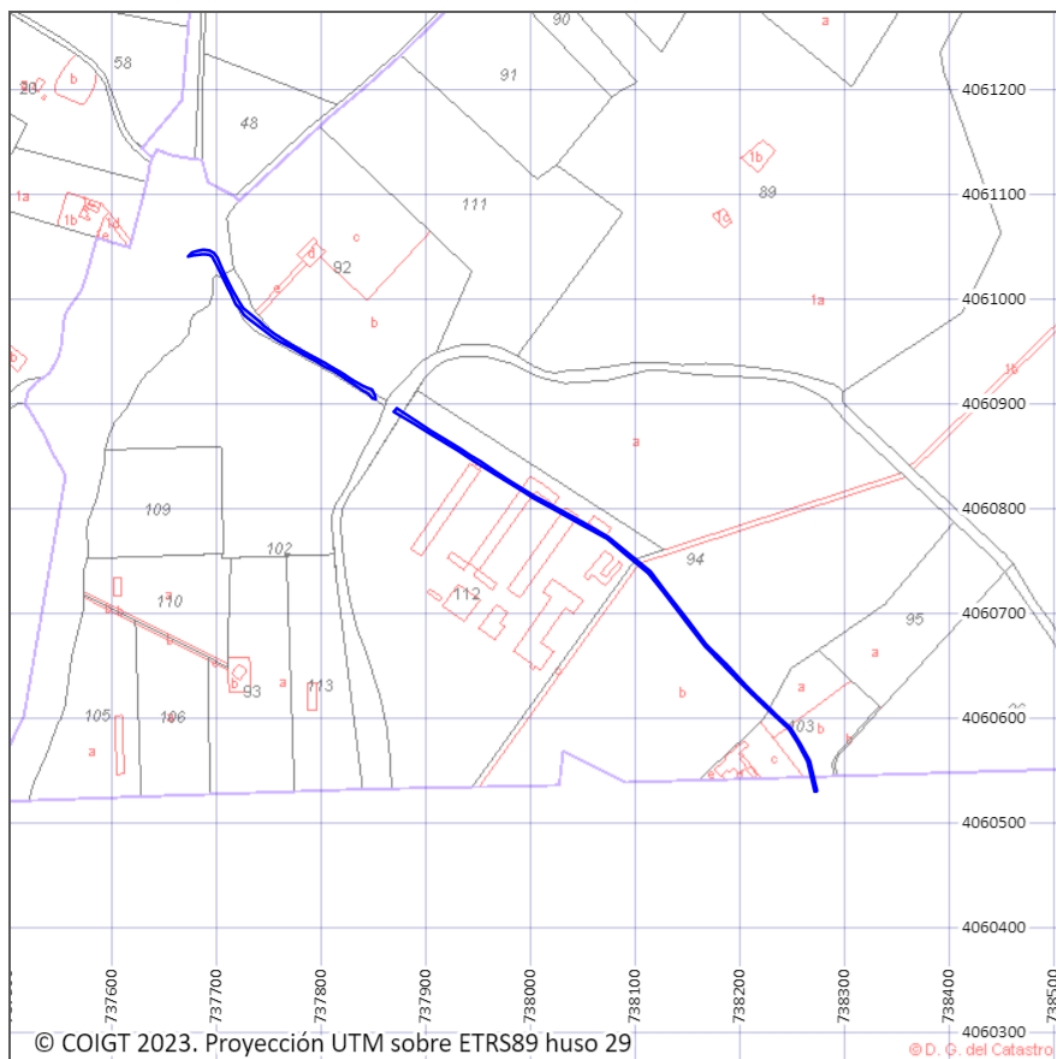 90
a
58
91
b
20
4061200
48
1b
89
1a
4061100
111
1b
1d
e
1c
c
d
92
e
4061000
1a
b
b
1b
4060900
a
109
4060800
102
94
110
a
112
4060700
b
95
a
b
93
a
113
b
a
105
106
a
4060600
103
b
b
a
c
e
4060500
4060400
737600
737700
737800
737900
738000
738100
738200
738300
738400
738500
4060300
© COIGT 2023. Proyección UTM sobre ETRS89 huso 29
© D. G. del Catastro